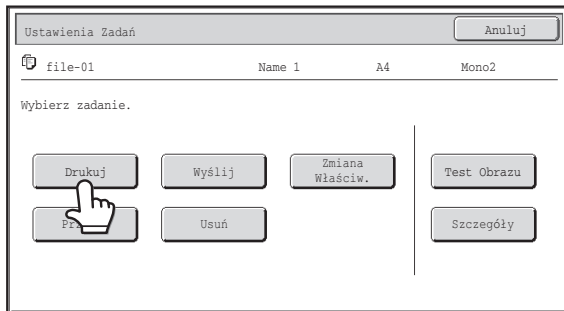 Ustawienia Zadań
Anuluj
file-01 Name 1 A4 Mono2
Wybierz zadanie.
Drukuj Wyślij Zmiana Właściw. Test Obrazu
Usuń Szczegóły